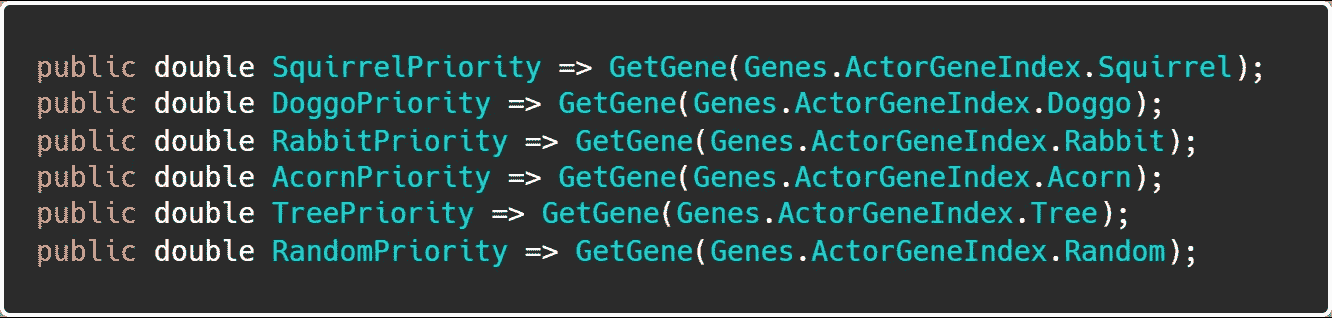 public double SquirrelPriority => GetGene(Genes.ActorGeneIndex.Squirrel);
public double DoggoPriority => GetGene(Genes.ActorGeneIndex.Doggo);
public double RabbitPriority => GetGene(Genes.ActorGeneIndex.Rabbit);
public double AcornPriority => GetGene(Genes.ActorGeneIndex.Acorn);
public double TreePriority => GetGene(Genes.ActorGeneIndex.Tree);
public double RandomPriority => GetGene(Genes.ActorGeneIndex.Random);